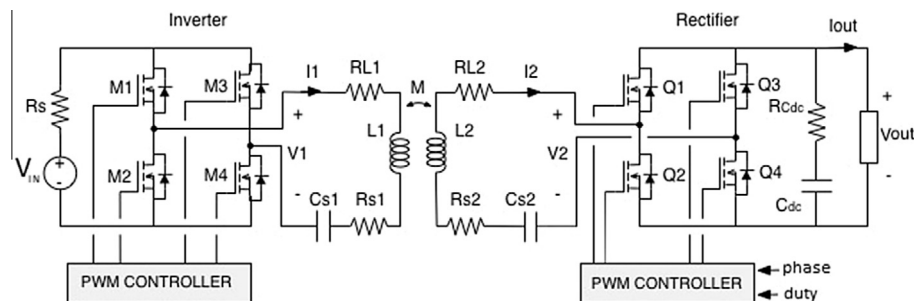 Inverter
Rectifier
Iout
M1
M3
I1
RL1
M
RL2
I2
Q1
Q3
Rs
+
L1
L2
+
RCdc
+
VIN
+
-
V1
V2
Vout
M2
M4
Q2
Q4
-
Cs1
Rs1
Rs2
Cs2
-
Cdc
-
PWM CONTROLLER
PWM CONTROLLER
phase
duty